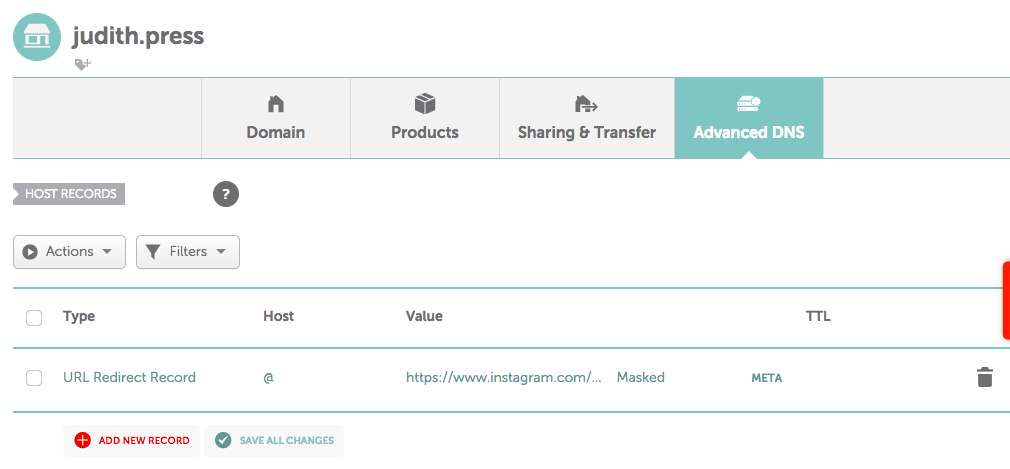 judith.press
Domain
Products
Sharing & Transfer
Advanced DNS
HOST RECORDS
?
Actions
Filters
Type Host Value TTL
URL Redirect Record @ https://www.instagram.com/... Masked META
ADD NEW RECORD SAVE ALL CHANGES